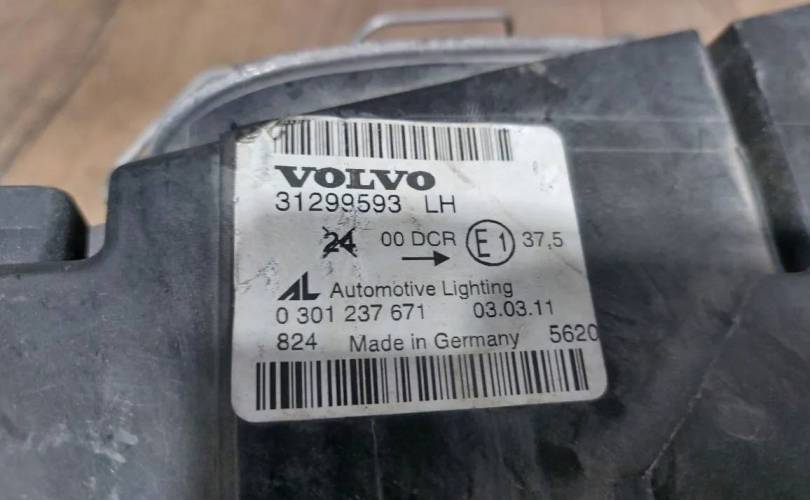 VOLVO
31299593 LH
24 00 DCR E1 37,5
AL Automotive Lighting
0 301 237 671 03.03.11
824 Made in Germany 5620